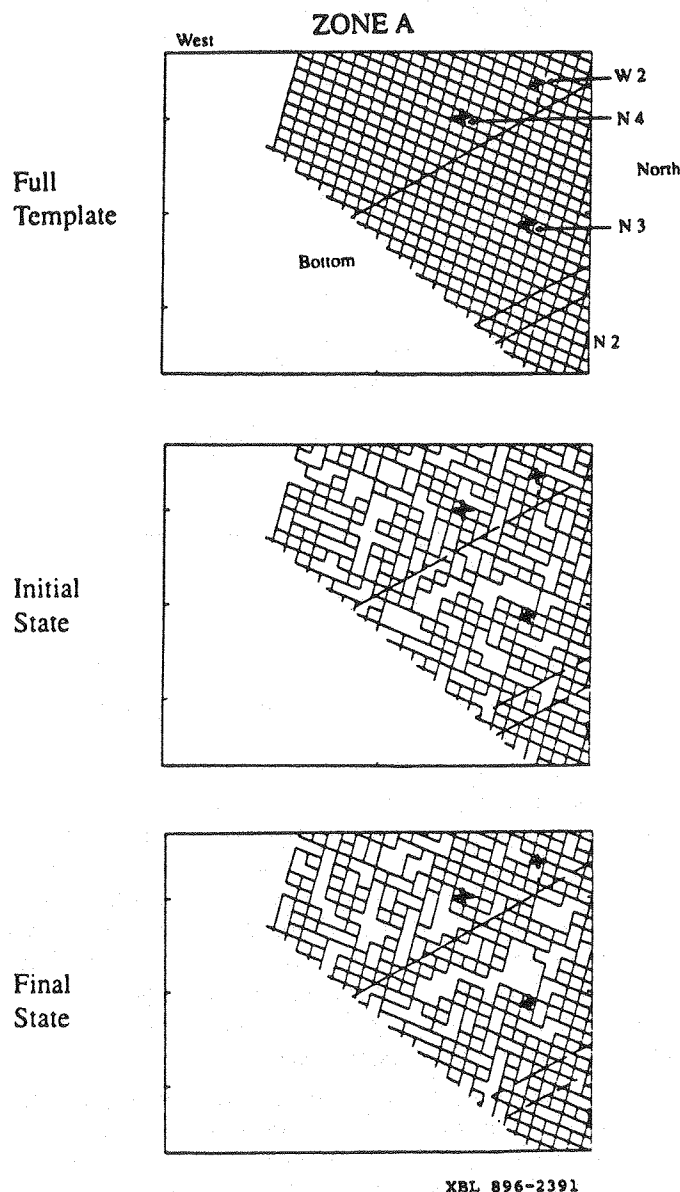 ZONE A
West
W 2
N 4
North
Full
Template
N 3
Bottom
N 2
Initial
State
Final
State
XBL 896-2391